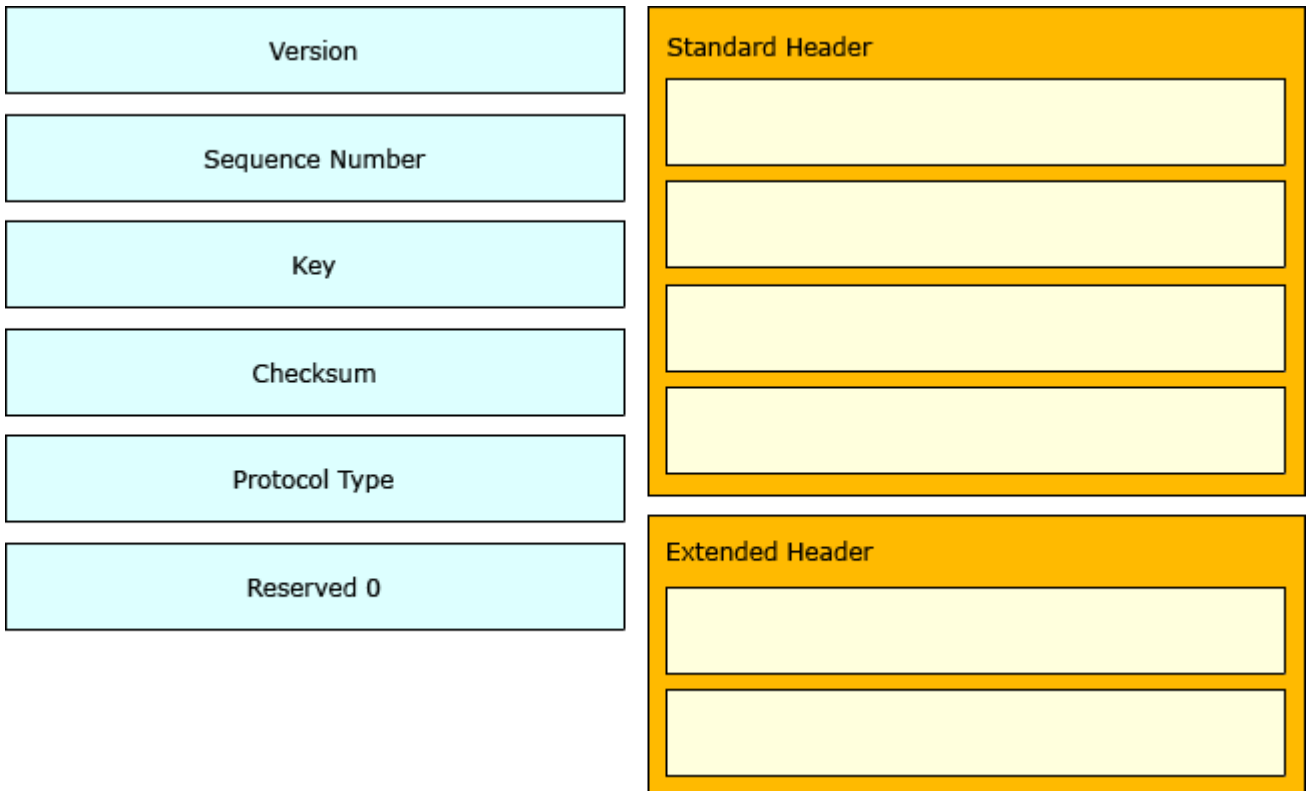 Version
Sequence Number
Key
Checksum
Protocol Type
Reserved 0
Standard Header
Extended Header